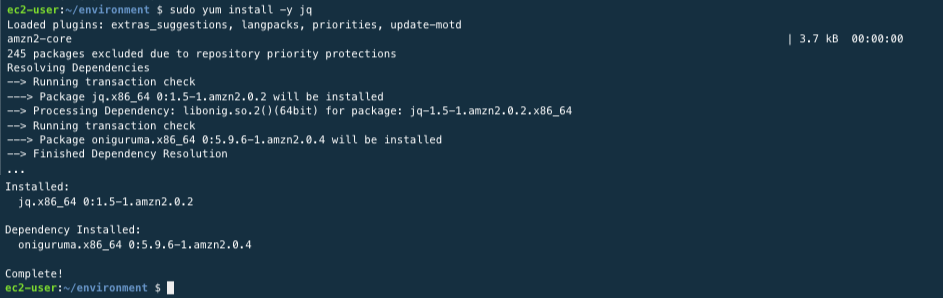 ec2-user:~/environment $ sudo yum install -y jq
Loaded plugins: extras_suggestions, langpacks, priorities, update-motd
amzn2-core | 3.7 kB 00:00:00
245 packages excluded due to repository priority protections
Resolving Dependencies
--> Running transaction check
---> Package jq.x86_64 0:1.5-1.amzn2.0.2 will be installed
--> Processing Dependency: libonig.so.2()(64bit) for package: jq-1.5-1.amzn2.0.2.x86_64
--> Running transaction check
---> Package oniguruma.x86_64 0:5.9.6-1.amzn2.0.4 will be installed
--> Finished Dependency Resolution
...
Installed:
  jq.x86_64 0:1.5-1.amzn2.0.2
Dependency Installed:
  oniguruma.x86_64 0:5.9.6-1.amzn2.0.4
Complete!
ec2-user:~/environment $